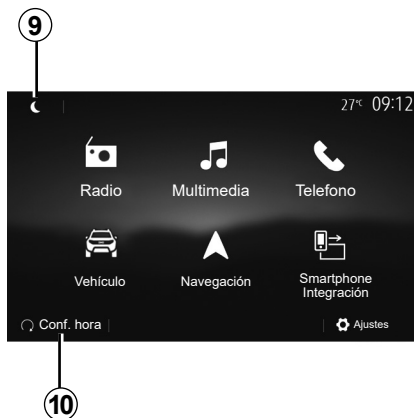 9
27°C 09:12
Radio
Multimedia
Telefono
Vehículo
Navegación
Smartphone
Integración
Conf. hora
Ajustes
10